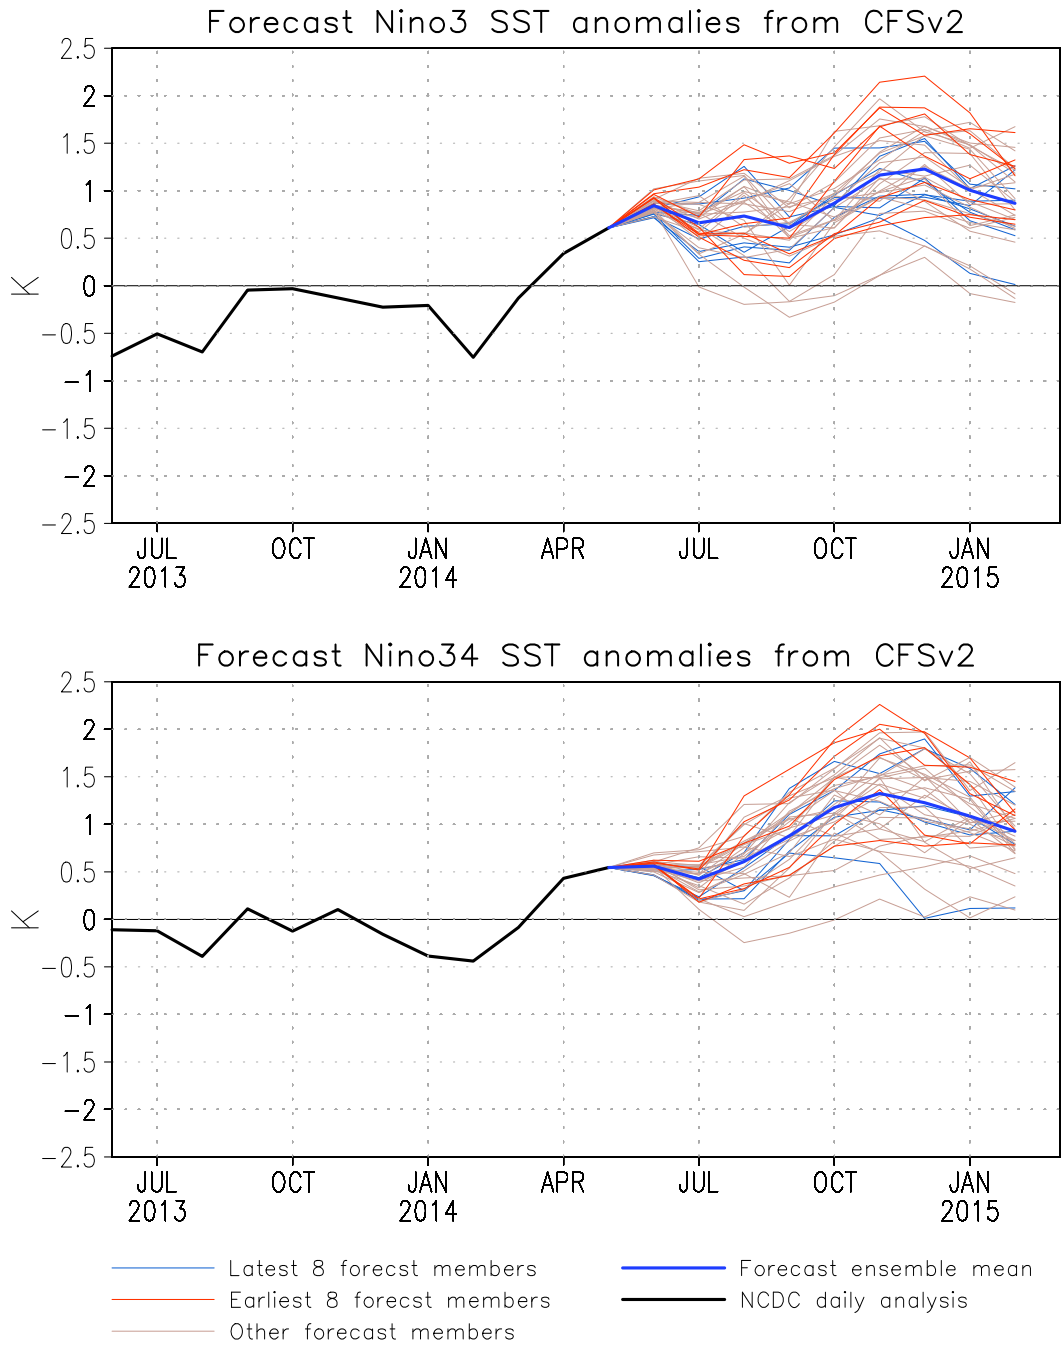 Forecast Nino3 SST anomalies from CFSv2
2.5
2
1.5
1
0.5
0
-0.5
-1
-1.5
-2
-2.5
K
JUL OCT JAN APR JUL OCT JAN
2013 2014 2015
Forecast Nino34 SST anomalies from CFSv2
2.5
2
1.5
1
0.5
0
-0.5
-1
-1.5
-2
-2.5
K
JUL OCT JAN APR JUL OCT JAN
2013 2014 2015
Latest 8 forecst members
Earliest 8 forecst members
Other forecast members
Forecast ensemble mean
NCDC daily analysis